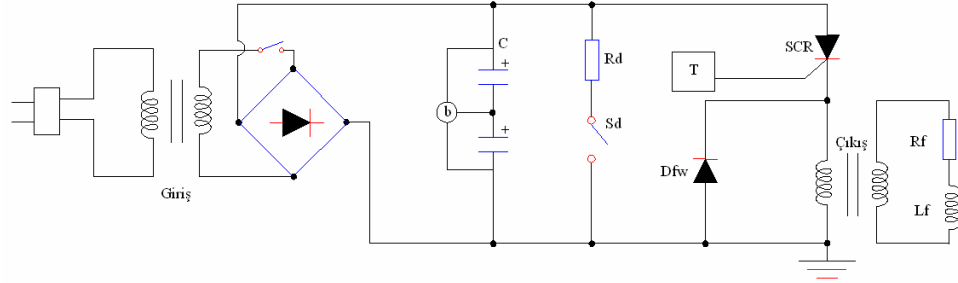 C
+
SCR
Rd
T
b
+
Sd
Çıkış
Rf
Dfw
Giriş
Lf